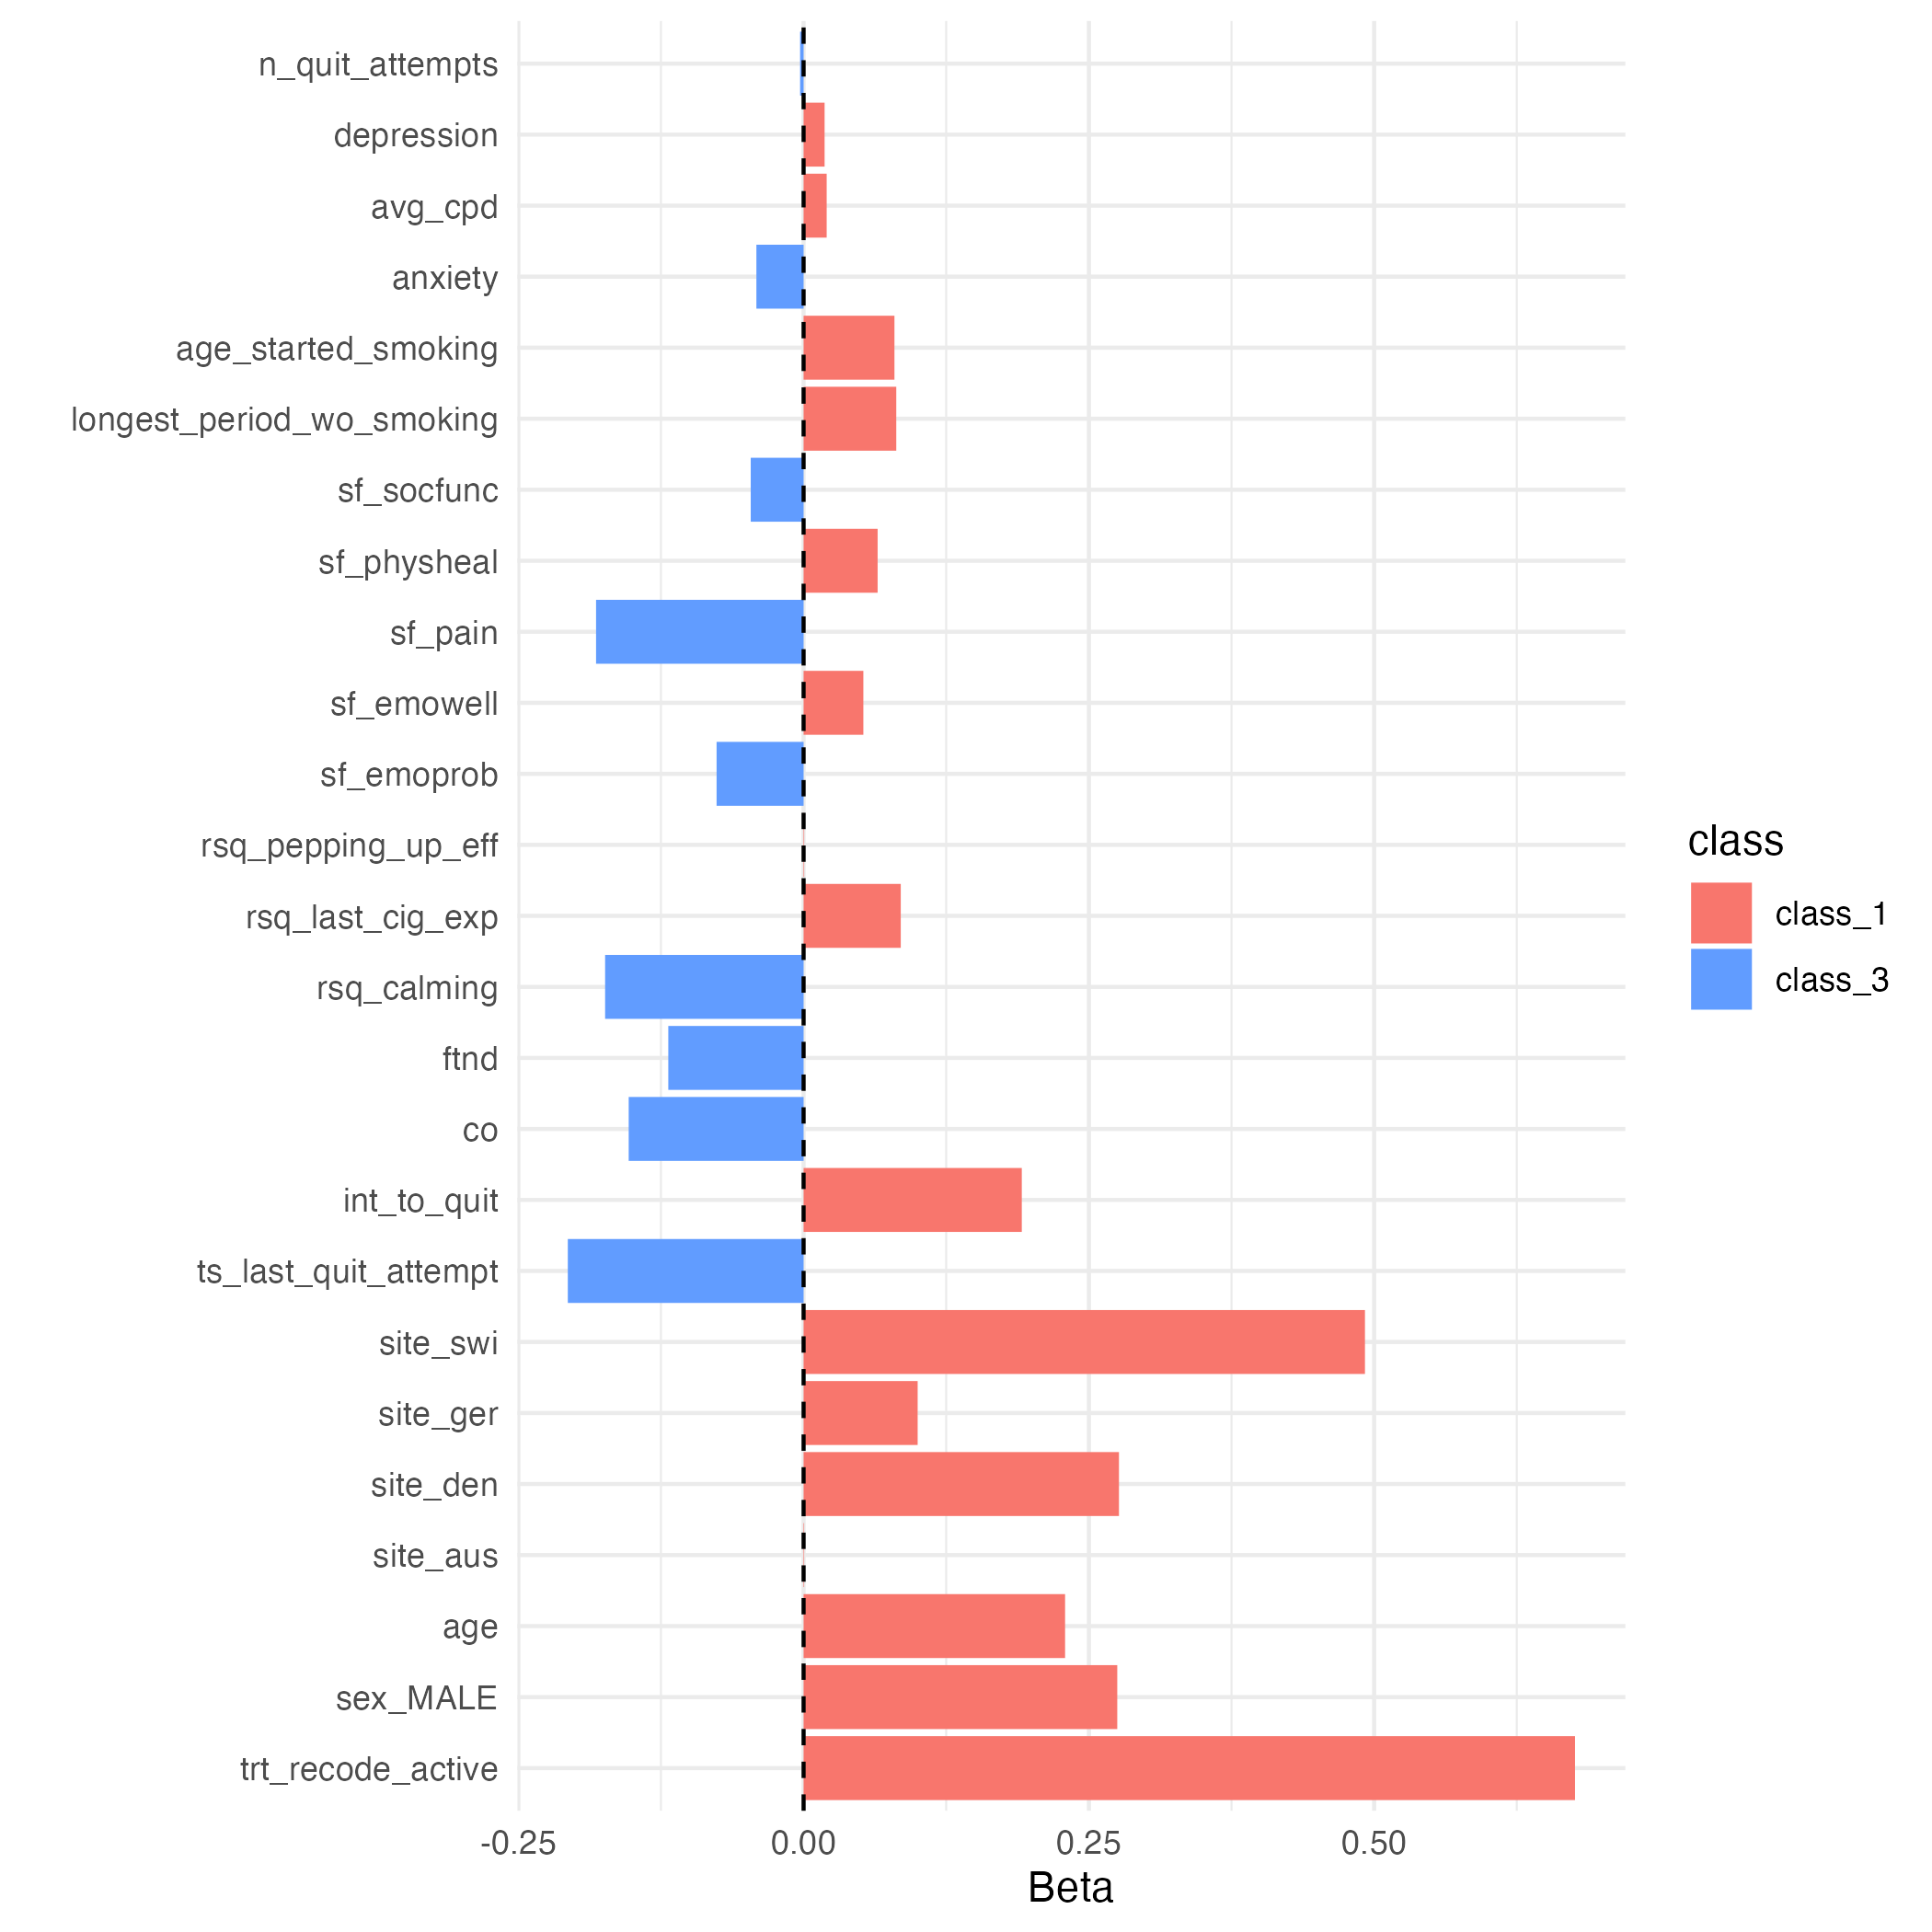 n_quit_attempts
depression
avg_cpd
anxiety
age_started_smoking
longest_period_wo_smoking
sf_socfunc
sf_physheal
sf_pain
sf_emowell
sf_emoprob
rsq_pepping_up_eff
rsq_last_cig_exp
rsq_calming
ftnd
co
int_to_quit
ts_last_quit_attempt
site_swi
site_ger
site_den
site_aus
age
sex_MALE
trt_recode_active
-0.25 0.00 0.25 0.50
Beta
class
class_1
class_3